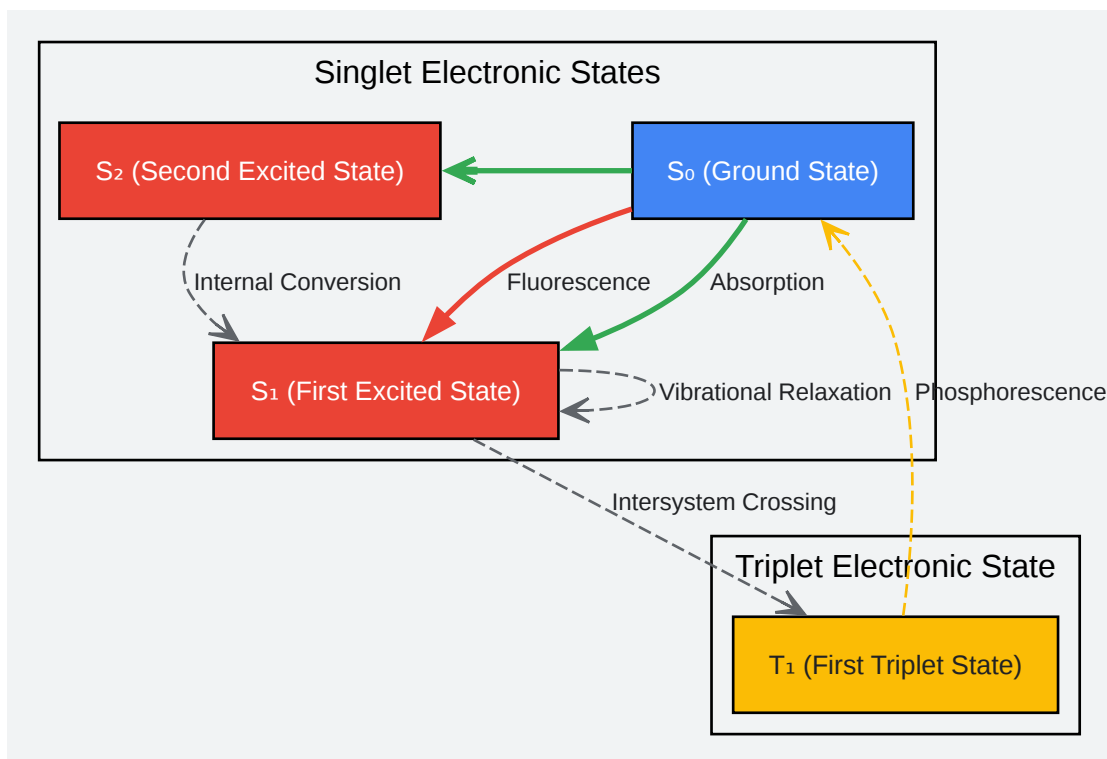 Singlet Electronic States
S₂ (Second Excited State)
S₀ (Ground State)
Internal Conversion
Fluorescence
Absorption
S₁ (First Excited State)
Vibrational Relaxation
Phosphorescence
Intersystem Crossing
Triplet Electronic State
T₁ (First Triplet State)